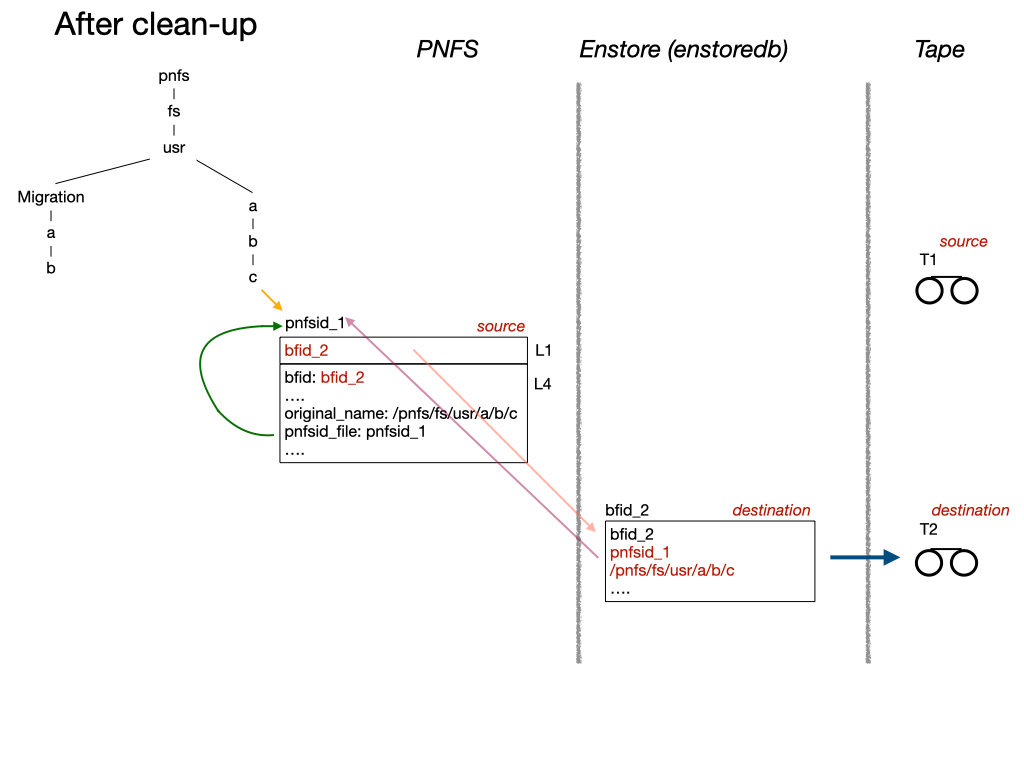 After clean-up
PNFS
Enstore (enstoredb)
Tape
pnfs
fs
usr
Migration
a
b
a
b
c
pnfsid_1
source
bfid_2
L1
bfid: bfid_2
L4
....
original_name: /pnfs/fs/usr/a/b/c
pnfsid_file: pnfsid_1
....
bfid_2
destination
bfid_2
pnfsid_1
/pnfs/fs/usr/a/b/c
....
source
T1
destination
T2